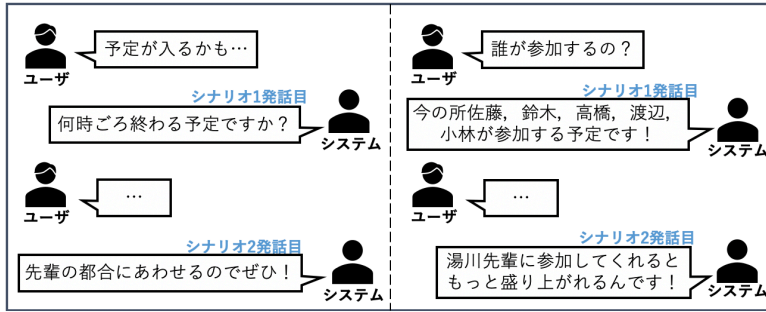 予定が入るかも…
ユーザ
シナリオ1発話目
何時ごろ終わる予定ですか？
システム
…
ユーザ
シナリオ2発話目
先輩の都合にあわせるのでぜひ！
システム
誰が参加するの？
ユーザ
シナリオ1発話目
今の所佐藤，鈴木，高橋，渡辺，
小林が参加する予定です！
システム
…
ユーザ
シナリオ2発話目
湯川先輩に参加してくれると
もっと盛り上がれるんです！
システム